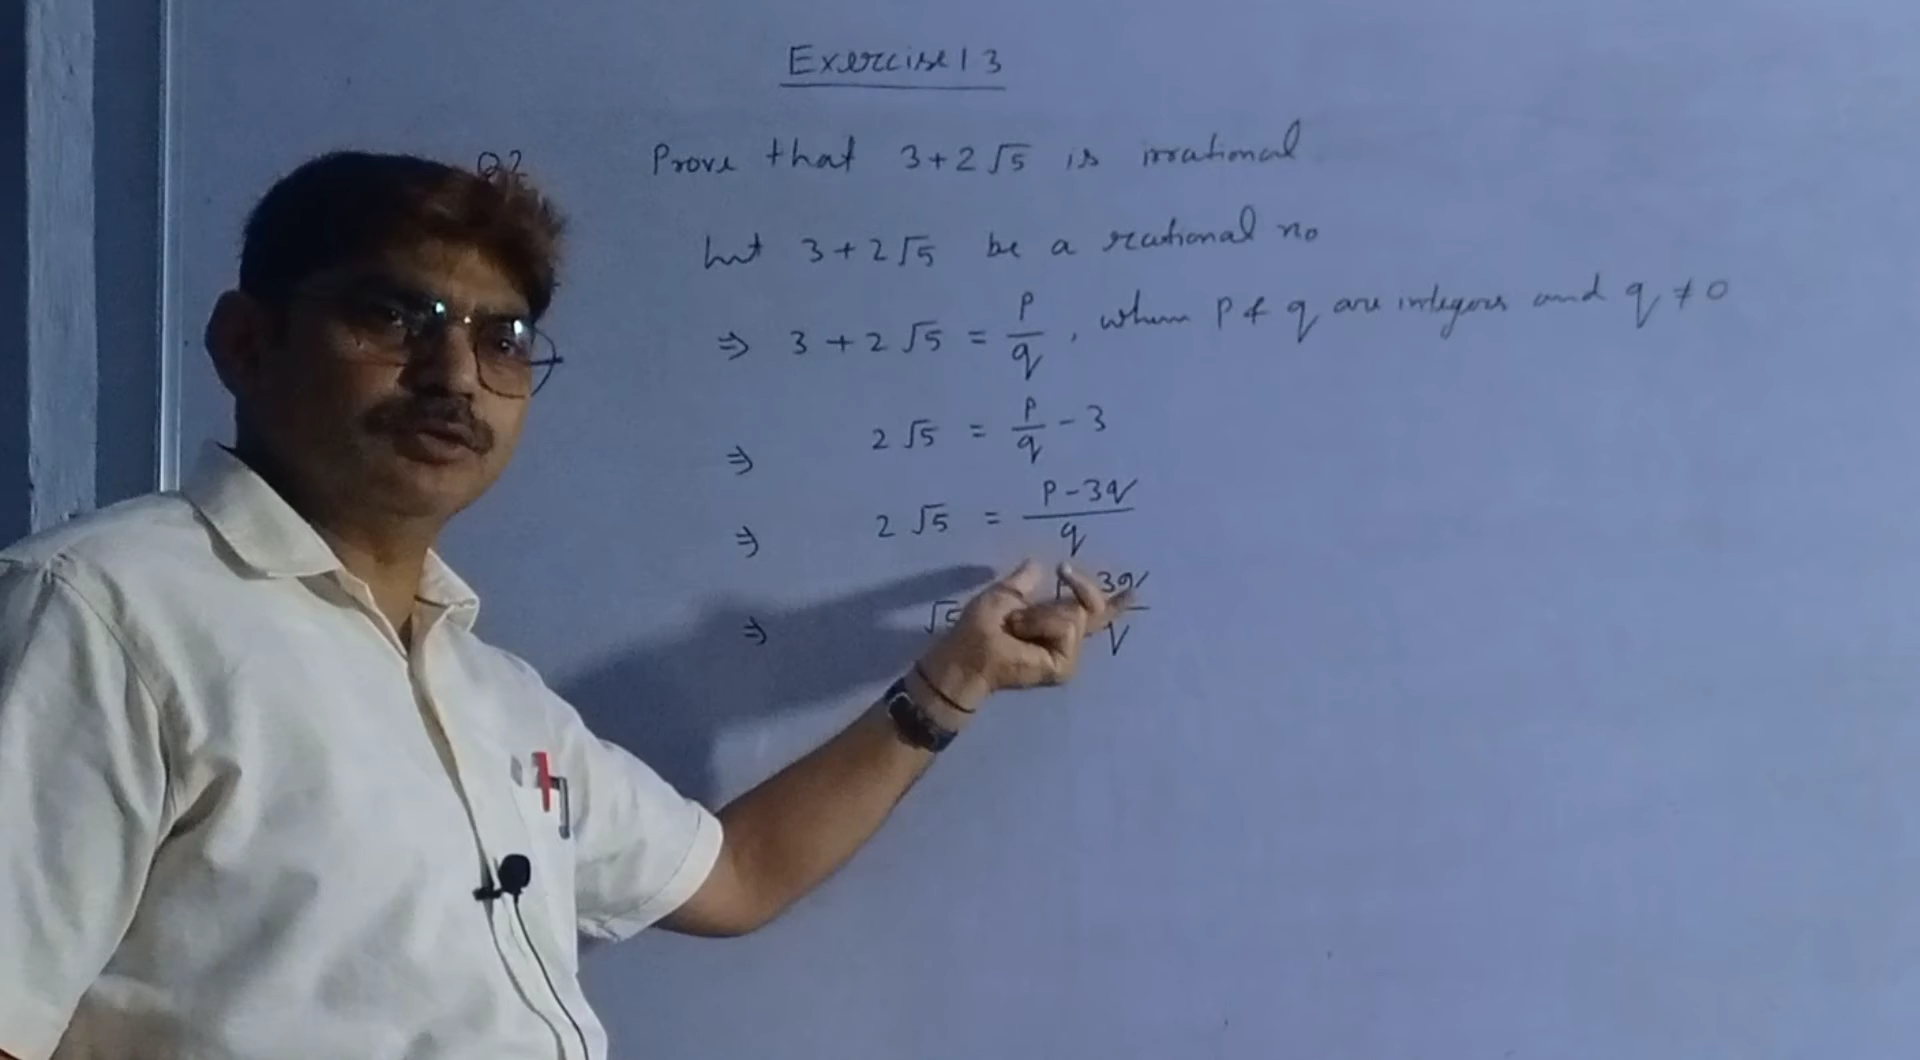 Exercise 1 3
Q2 Prove that 3+2√5 is irrational
Let 3+2√5 be a rational no
⇒ 3+2√5 = p/q, where p & q are integers and q ≠ 0
⇒ 2√5 = p/q - 3
⇒ 2√5 = p-3q/q
⇒ √5 3q